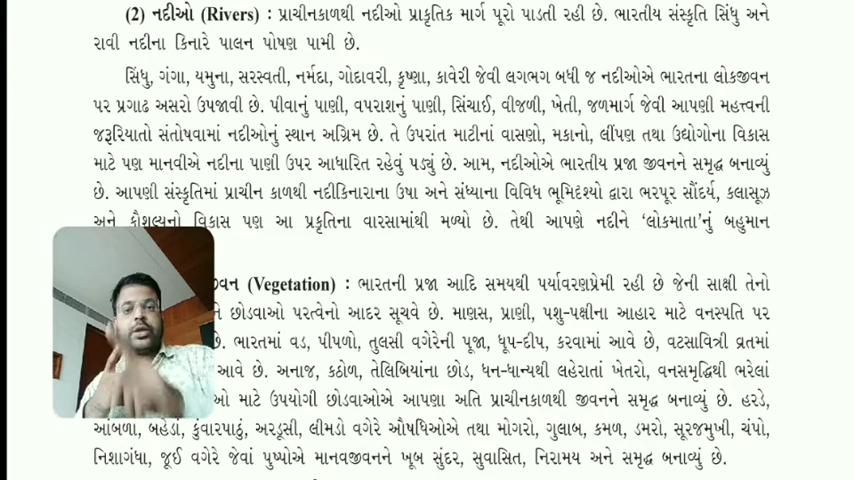 (2) નદીઓ (Rivers) : પ્રાચીનકાળથી નદીઓ પ્રાકૃતિક માર્ગ પૂરો પાડતી રહી છે. ભારતીય સંસ્કૃતિ સિંધુ અને
રાવી નદીના કિનારે પાલન પોષણ પામી છે.
સિંધુ, ગંગા, યમુના, સરસ્વતી, નર્મદા, ગોદાવરી, કૃષ્ણા, કાવેરી જેવી લગભગ બધી જ નદીઓએ ભારતના લોકજીવન
પર પ્રગાઢ અસરો ઉપજાવી છે. પીવાનું પાણી, વપરાશનું પાણી, સિંચાઈ, વીજળી, ખેતી, જળમાર્ગ જેવી આપણી મહત્ત્વની
જરૂરિયાતો સંતોષવામાં નદીઓનું સ્થાન અગ્રિમ છે. તે ઉપરાંત માટીનાં વાસણો, મકાનો, લીંપણ તથા ઉદ્યોગોના વિકાસ
માટે પણ માનવીએ નદીના પાણી ઉપર આધારિત રહેવું પડ્યું છે. આમ, નદીઓએ ભારતીય પ્રજા જીવનને સમૃદ્ધ બનાવ્યું
છે. આપણી સંસ્કૃતિમાં પ્રાચીન કાળથી નદીકિનારાના ઉષા અને સંધ્યાના વિવિધ ભૂમિદૃશ્યો દ્વારા ભરપૂર સૌંદર્ય, કલાસૂઝ
અને કૌશલ્યનો વિકાસ પણ આ પ્રકૃતિના વારસામાંથી મળ્યો છે. તેથી આપણે નદીને ‘લોકમાતા’નું બહુમાન
(Vegetation) : ભારતની પ્રજા આદિ સમયથી પર્યાવરણપ્રેમી રહી છે જેની સાક્ષી તેનો
છોડવાઓ પરત્વેનો આદર સૂચવે છે. માણસ, પ્રાણી, પશુ-પક્ષીના આહાર માટે વનસ્પતિ પર
છે. ભારતમાં વડ, પીપળો, તુલસી વગેરેની પૂજા, ધૂપ-દીપ, કરવામાં આવે છે, વટસાવિત્રી વ્રતમાં
આવે છે. અનાજ, કઠોળ, તેલિબિયાંના છોડ, ધન-ધાન્યથી લહેરાતાં ખેતરો, વનસમૃદ્ધિથી ભરેલાં
ઓ માટે ઉપયોગી છોડવાઓએ આપણા અતિ પ્રાચીનકાળથી જીવનને સમૃદ્ધ બનાવ્યું છે. હરડે,
આંબળા, બહેડાં, કુંવારપાઠું, અરડૂસી, લીમડો વગેરે ઔષધિઓએ તથા મોગરો, ગુલાબ, કમળ, ડમરો, સૂરજમુખી, ચંપો,
નિશાગંધા, જૂઈ વગેરે જેવાં પુષ્પોએ માનવજીવનને ખૂબ સુંદર, સુવાસિત, નિરામય અને સમૃદ્ધ બનાવ્યું છે.